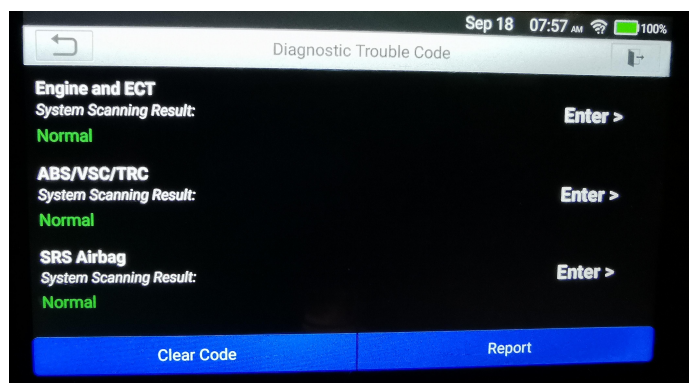 Sep 18 07:57 AM 100%
Diagnostic Trouble Code
Engine and ECT
System Scanning Result:
Enter >
Normal
ABS/VSC/TRC
System Scanning Result:
Enter >
Normal
SRS Airbag
System Scanning Result:
Enter >
Normal
Clear Code
Report